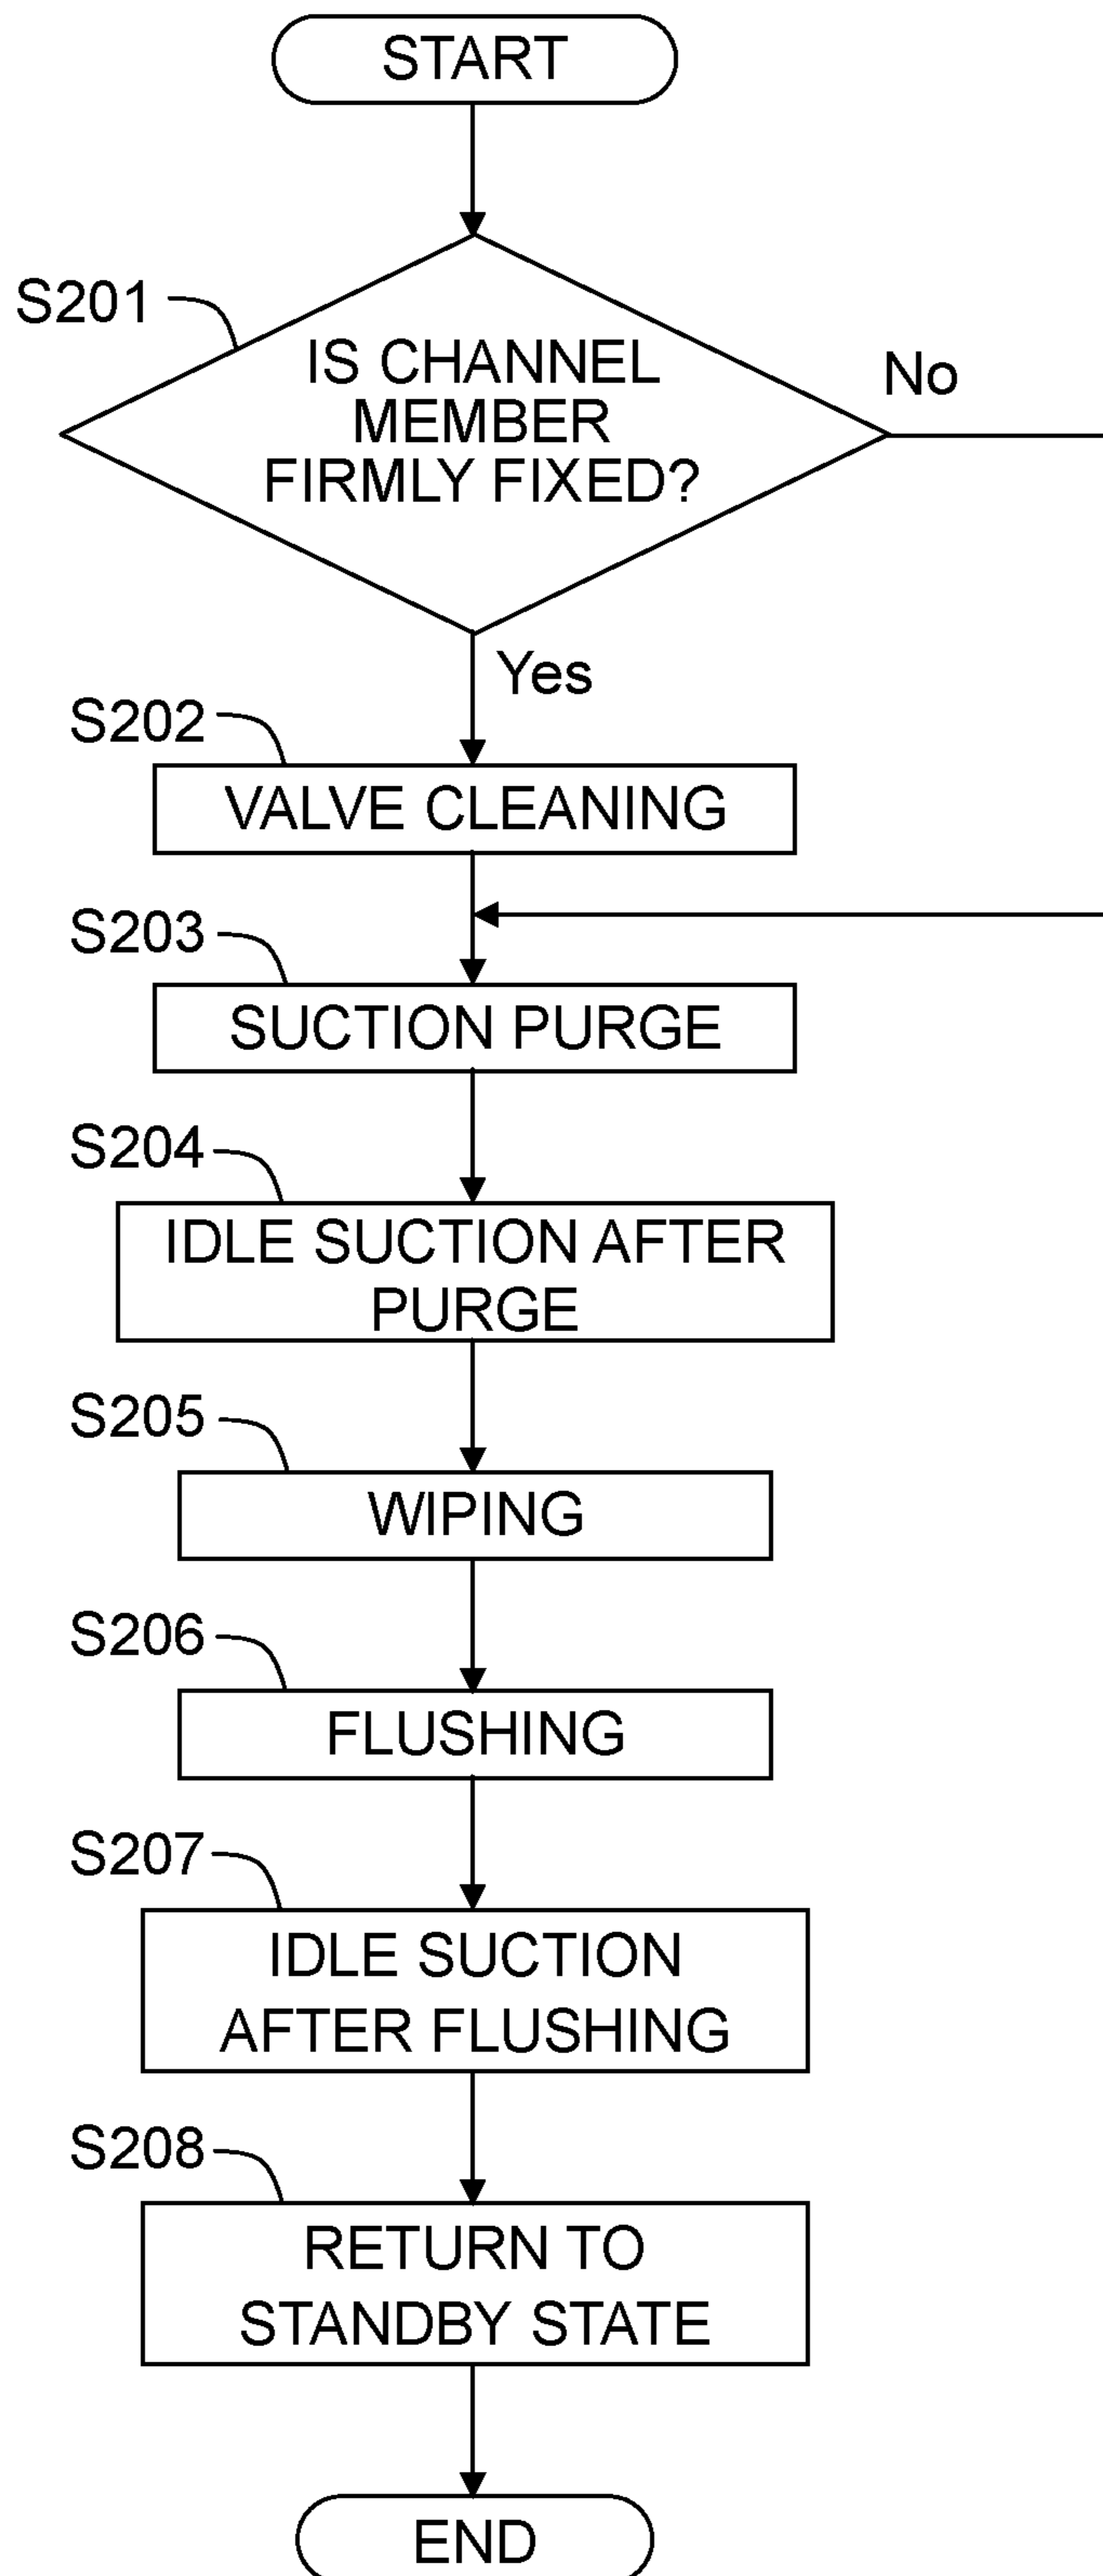 START
S201
IS CHANNEL
MEMBER
FIRMLY FIXED?
No
Yes
S202
VALVE CLEANING
S203
SUCTION PURGE
S204
IDLE SUCTION AFTER
PURGE
S205
WIPING
S206
FLUSHING
S207
IDLE SUCTION
AFTER FLUSHING
S208
RETURN TO
STANDBY STATE
END